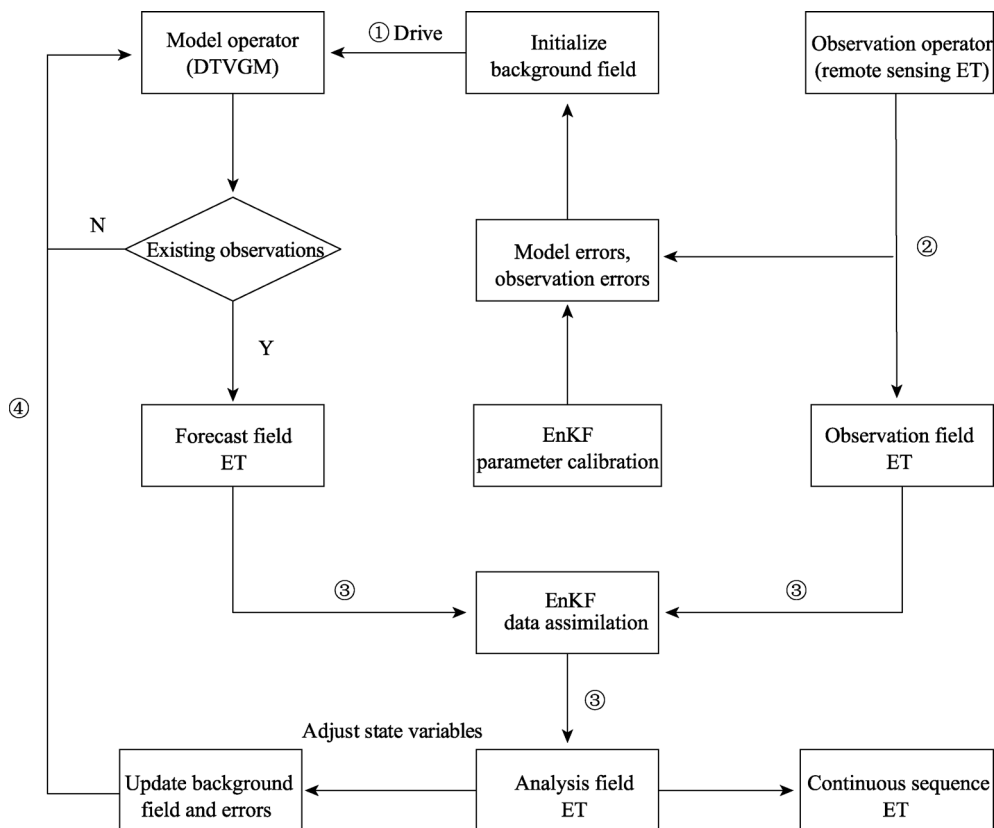 Model operator
(DTVGM)
① Drive
Initialize
background field
Observation operator
(remote sensing ET)
N
Existing observations
Model errors,
observation errors
②
Y
④
Forecast field
ET
EnKF
parameter calibration
Observation field
ET
③
EnKF
data assimilation
③
③
Adjust state variables
Update background
field and errors
Analysis field
ET
Continuous sequence
ET